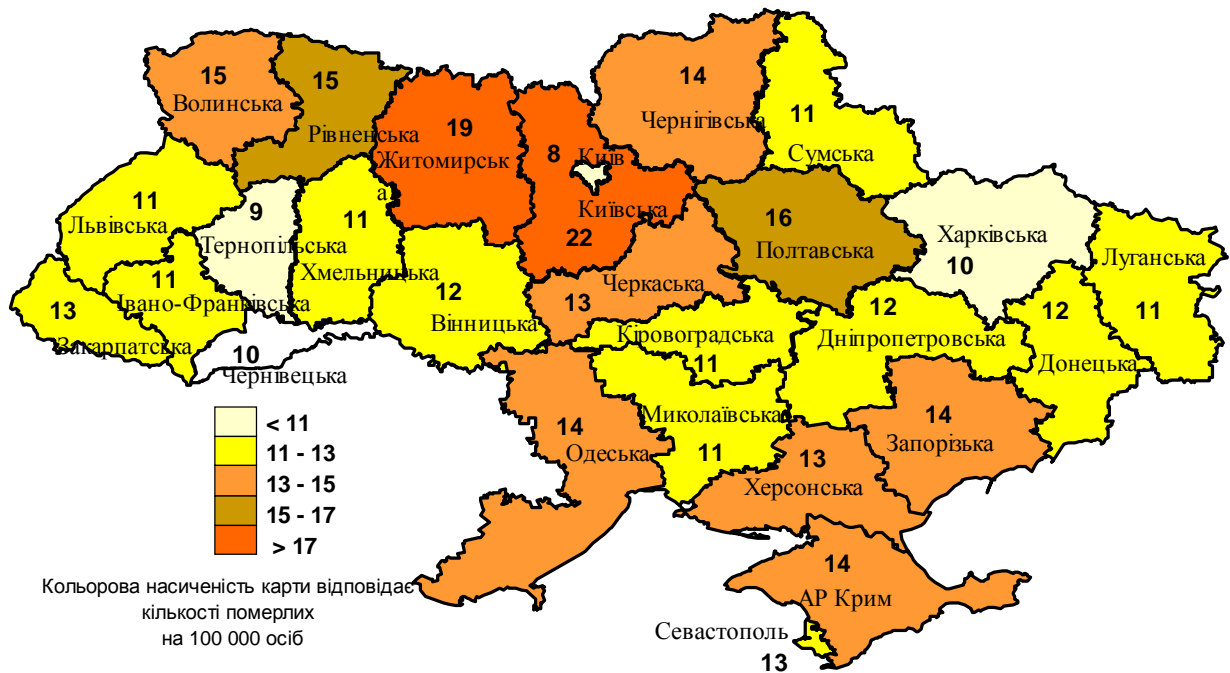 15
Волинська
15
Рівненська
19
Житомирськ
а
8
Київ
Київська
22
14
Чернігівська
11
Сумська
11
Львівська
9
Тернопільська
11
Хмельницька
16
Полтавська
Харківська
10
Луганська
11
13
Закарпатська
11
Івано-Франківська
12
Вінницька
13
Черкаська
Кіровоградська
11
12
Дніпропетровська
12
Донецька
10
Чернівецька
14
Одеська
Миколаївська
11
13
Херсонська
14
Запорізька
14
АР Крим
Севастополь
13
< 11
11 - 13
13 - 15
15 - 17
> 17
Кольорова насиченість карти відповідає
кількості померлих
на 100 000 осіб